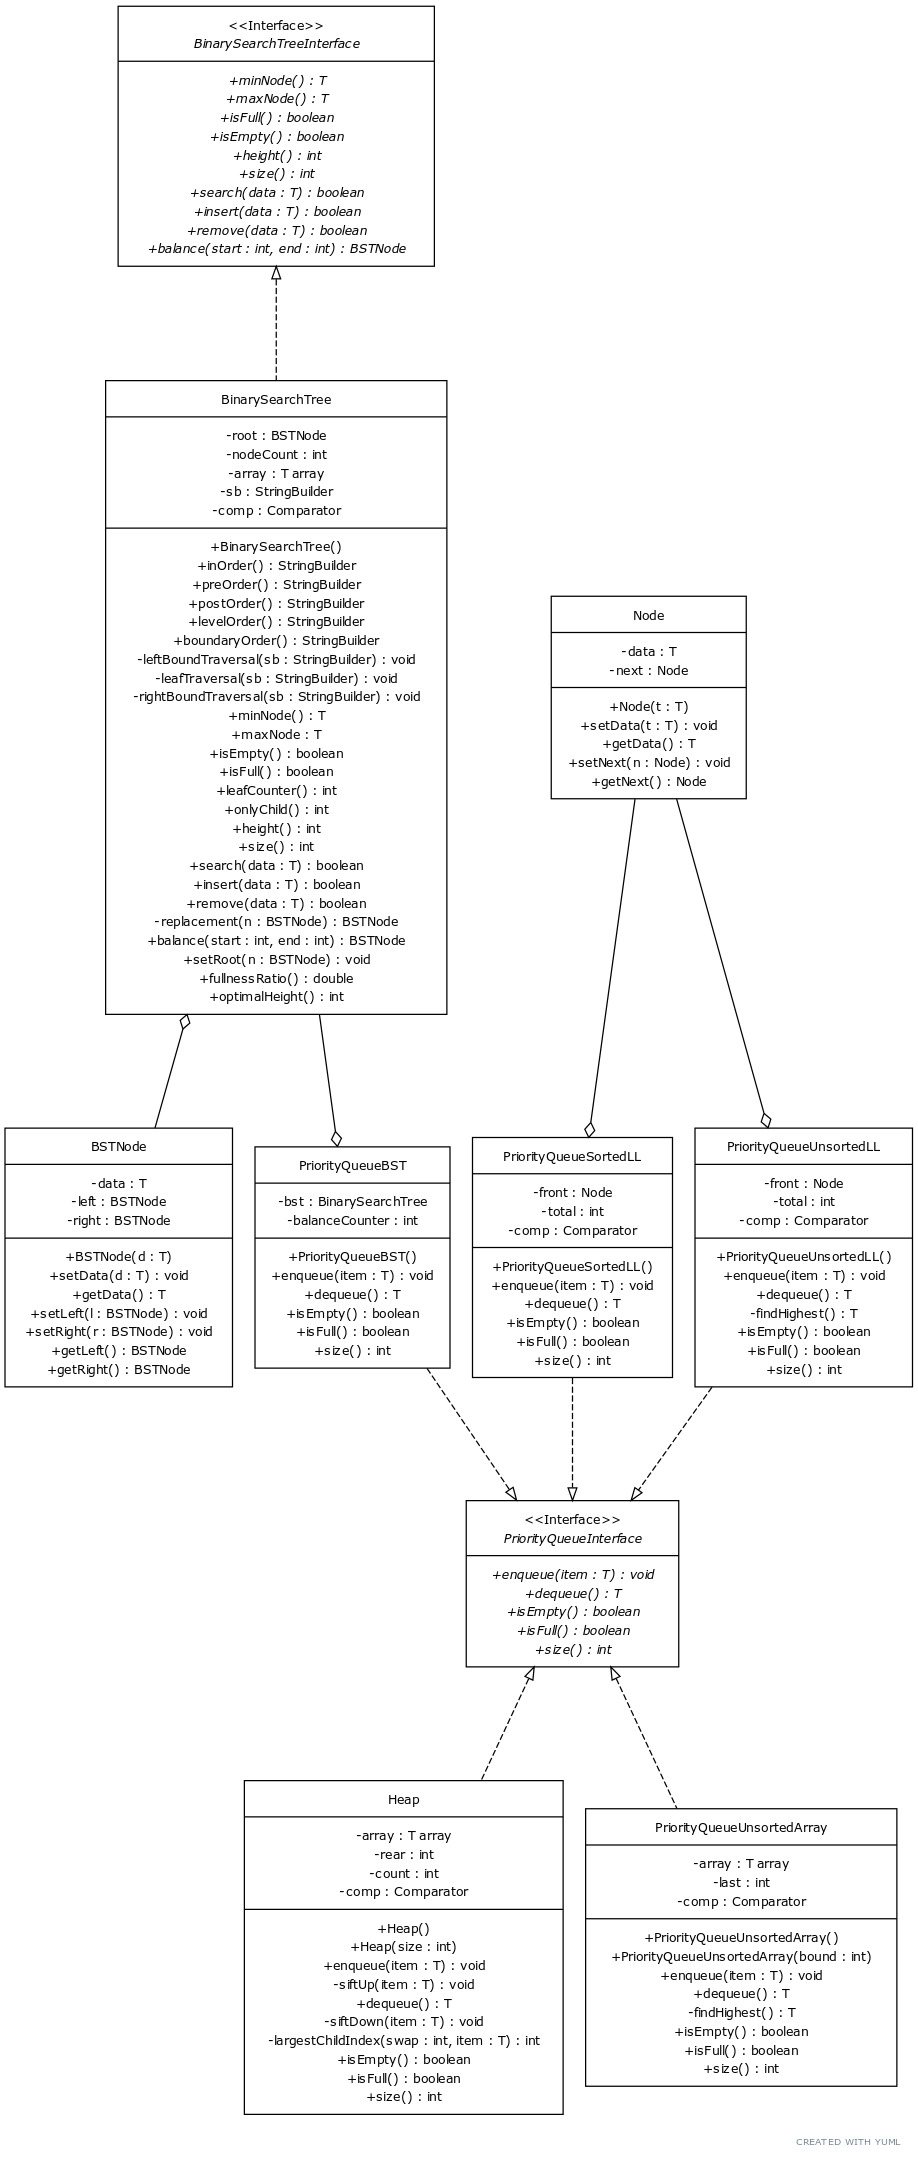 <<Interface>>
BinarySearchTreeInterface
+minNode() : T
+maxNode() : T
+isFull() : boolean
+isEmpty() : boolean
+height() : int
+size() : int
+search(data : T) : boolean
+insert(data : T) : boolean
+remove(data : T) : boolean
+balance(start : int, end : int) : BSTNode
BinarySearchTree
-root : BSTNode
-nodeCount : int
-array : T array
-sb : StringBuilder
-comp : Comparator
+BinarySearchTree()
+inOrder() : StringBuilder
+preOrder() : StringBuilder
+postOrder() : StringBuilder
+levelOrder() : StringBuilder
+boundaryOrder() : StringBuilder
-leftBoundTraversal(sb : StringBuilder) : void
-leafTraversal(sb : StringBuilder) : void
-rightBoundTraversal(sb : StringBuilder) : void
+minNode() : T
+maxNode : T
+isEmpty() : boolean
+isFull() : boolean
+leafCounter() : int
+onlyChild() : int
+height() : int
+size() : int
+search(data : T) : boolean
+insert(data : T) : boolean
+remove(data : T) : boolean
-replacement(n : BSTNode) : BSTNode
+balance(start : int, end : int) : BSTNode
+setRoot(n : BSTNode) : void
+fullnessRatio() : double
+optimalHeight() : int
Node
-data : T
-next : Node
+Node(t : T)
+setData(t : T) : void
+getData() : T
+setNext(n : Node) : void
+getNext() : Node
BSTNode
-data : T
-left : BSTNode
-right : BSTNode
+BSTNode(d : T)
+setData(d : T) : void
+getData() : T
+setLeft(l : BSTNode) : void
+setRight(r : BSTNode) : void
+getLeft() : BSTNode
+getRight() : BSTNode
PriorityQueueBST
-bst : BinarySearchTree
-balanceCounter : int
+PriorityQueueBST()
+enqueue(item : T) : void
+dequeue() : T
+isEmpty() : boolean
+isFull() : boolean
+size() : int
PriorityQueueSortedLL
-front : Node
-total : int
-comp : Comparator
+PriorityQueueSortedLL()
+enqueue(item : T) : void
+dequeue() : T
+isEmpty() : boolean
+isFull() : boolean
+size() : int
PriorityQueueUnsortedLL
-front : Node
-total : int
-comp : Comparator
+PriorityQueueUnsortedLL()
+enqueue(item : T) : void
+dequeue() : T
-findHighest() : T
+isEmpty() : boolean
+isFull() : boolean
+size() : int
<<Interface>>
PriorityQueueInterface
+enqueue(item : T) : void
+dequeue() : T
+isEmpty() : boolean
+isFull() : boolean
+size() : int
Heap
-array : T array
-rear : int
-count : int
-comp : Comparator
+Heap()
+Heap(size : int)
+enqueue(item : T) : void
-siftUp(item : T) : void
+dequeue() : T
-siftDown(item : T) : void
-largestChildIndex(swap : int, item : T) : int
+isEmpty() : boolean
+isFull() : boolean
+size() : int
PriorityQueueUnsortedArray
-array : T array
-last : int
-comp : Comparator
+PriorityQueueUnsortedArray()
+PriorityQueueUnsortedArray(bound : int)
+enqueue(item : T) : void
+dequeue() : T
-findHighest() : T
+isEmpty() : boolean
+isFull() : boolean
+size() : int
CREATED WITH YUML